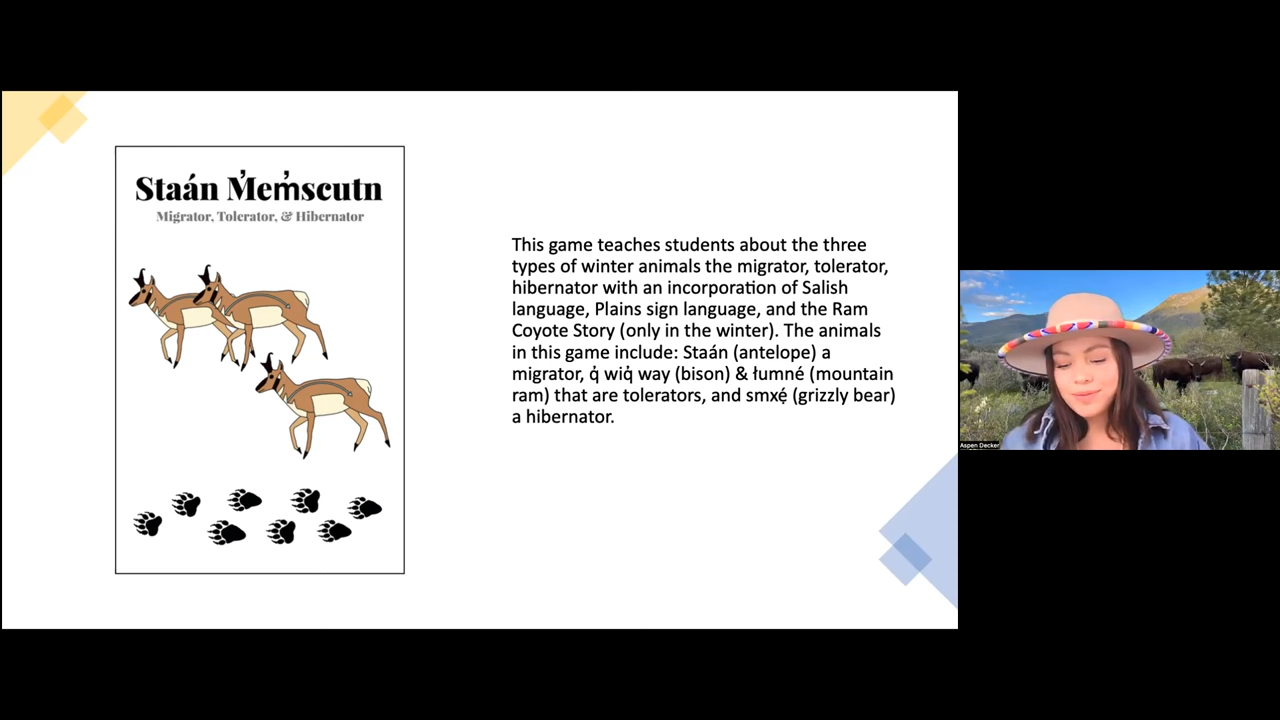 Staán M̓em̓scutn
Migrator, Tolerator, & Hibernator
This game teaches students about the three
types of winter animals the migrator, tolerator,
hibernator with an incorporation of Salish
language, Plains sign language, and the Ram
Coyote Story (only in the winter). The animals
in this game include: Staán (antelope) a
migrator, q̓ wiq̓ way (bison) & łumné (mountain
ram) that are tolerators, and smxẹ́ (grizzly bear)
a hibernator.
Aspen Decker